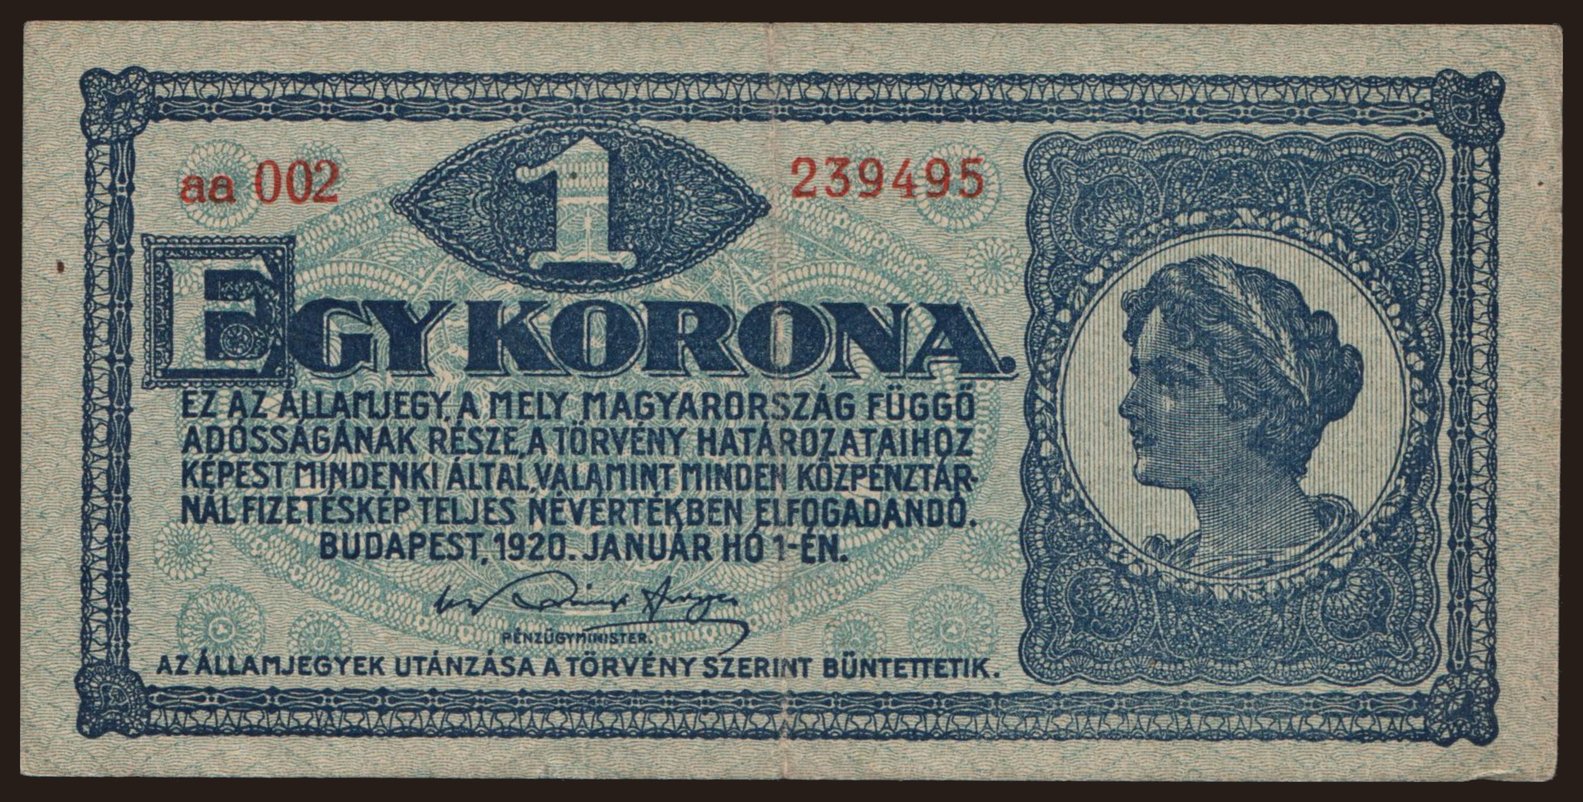 aa 002 1 239495
EGY KORONA.
EZ AZ ÁLLAMJEGY, A MELY MAGYARORSZÁG FÜGGŐ
ADÓSSÁGÁNAK RÉSZE, A TÖRVÉNY HATÁROZATAIHOZ
KÉPEST MINDENKI ÁLTAL, VALAMINT MINDEN KÖZPÉNZTÁR-
NÁL FIZETÉSKÉP TELJES NÉVÉRTÉKBEN ELFOGADANDÓ.
BUDAPEST, 1920. JANUÁR HÓ 1-ÉN.
PÉNZÜGYMINISTER.
AZ ÁLLAMJEGYEK UTÁNZÁSA A TÖRVÉNY SZERINT BÜNTETTETIK.